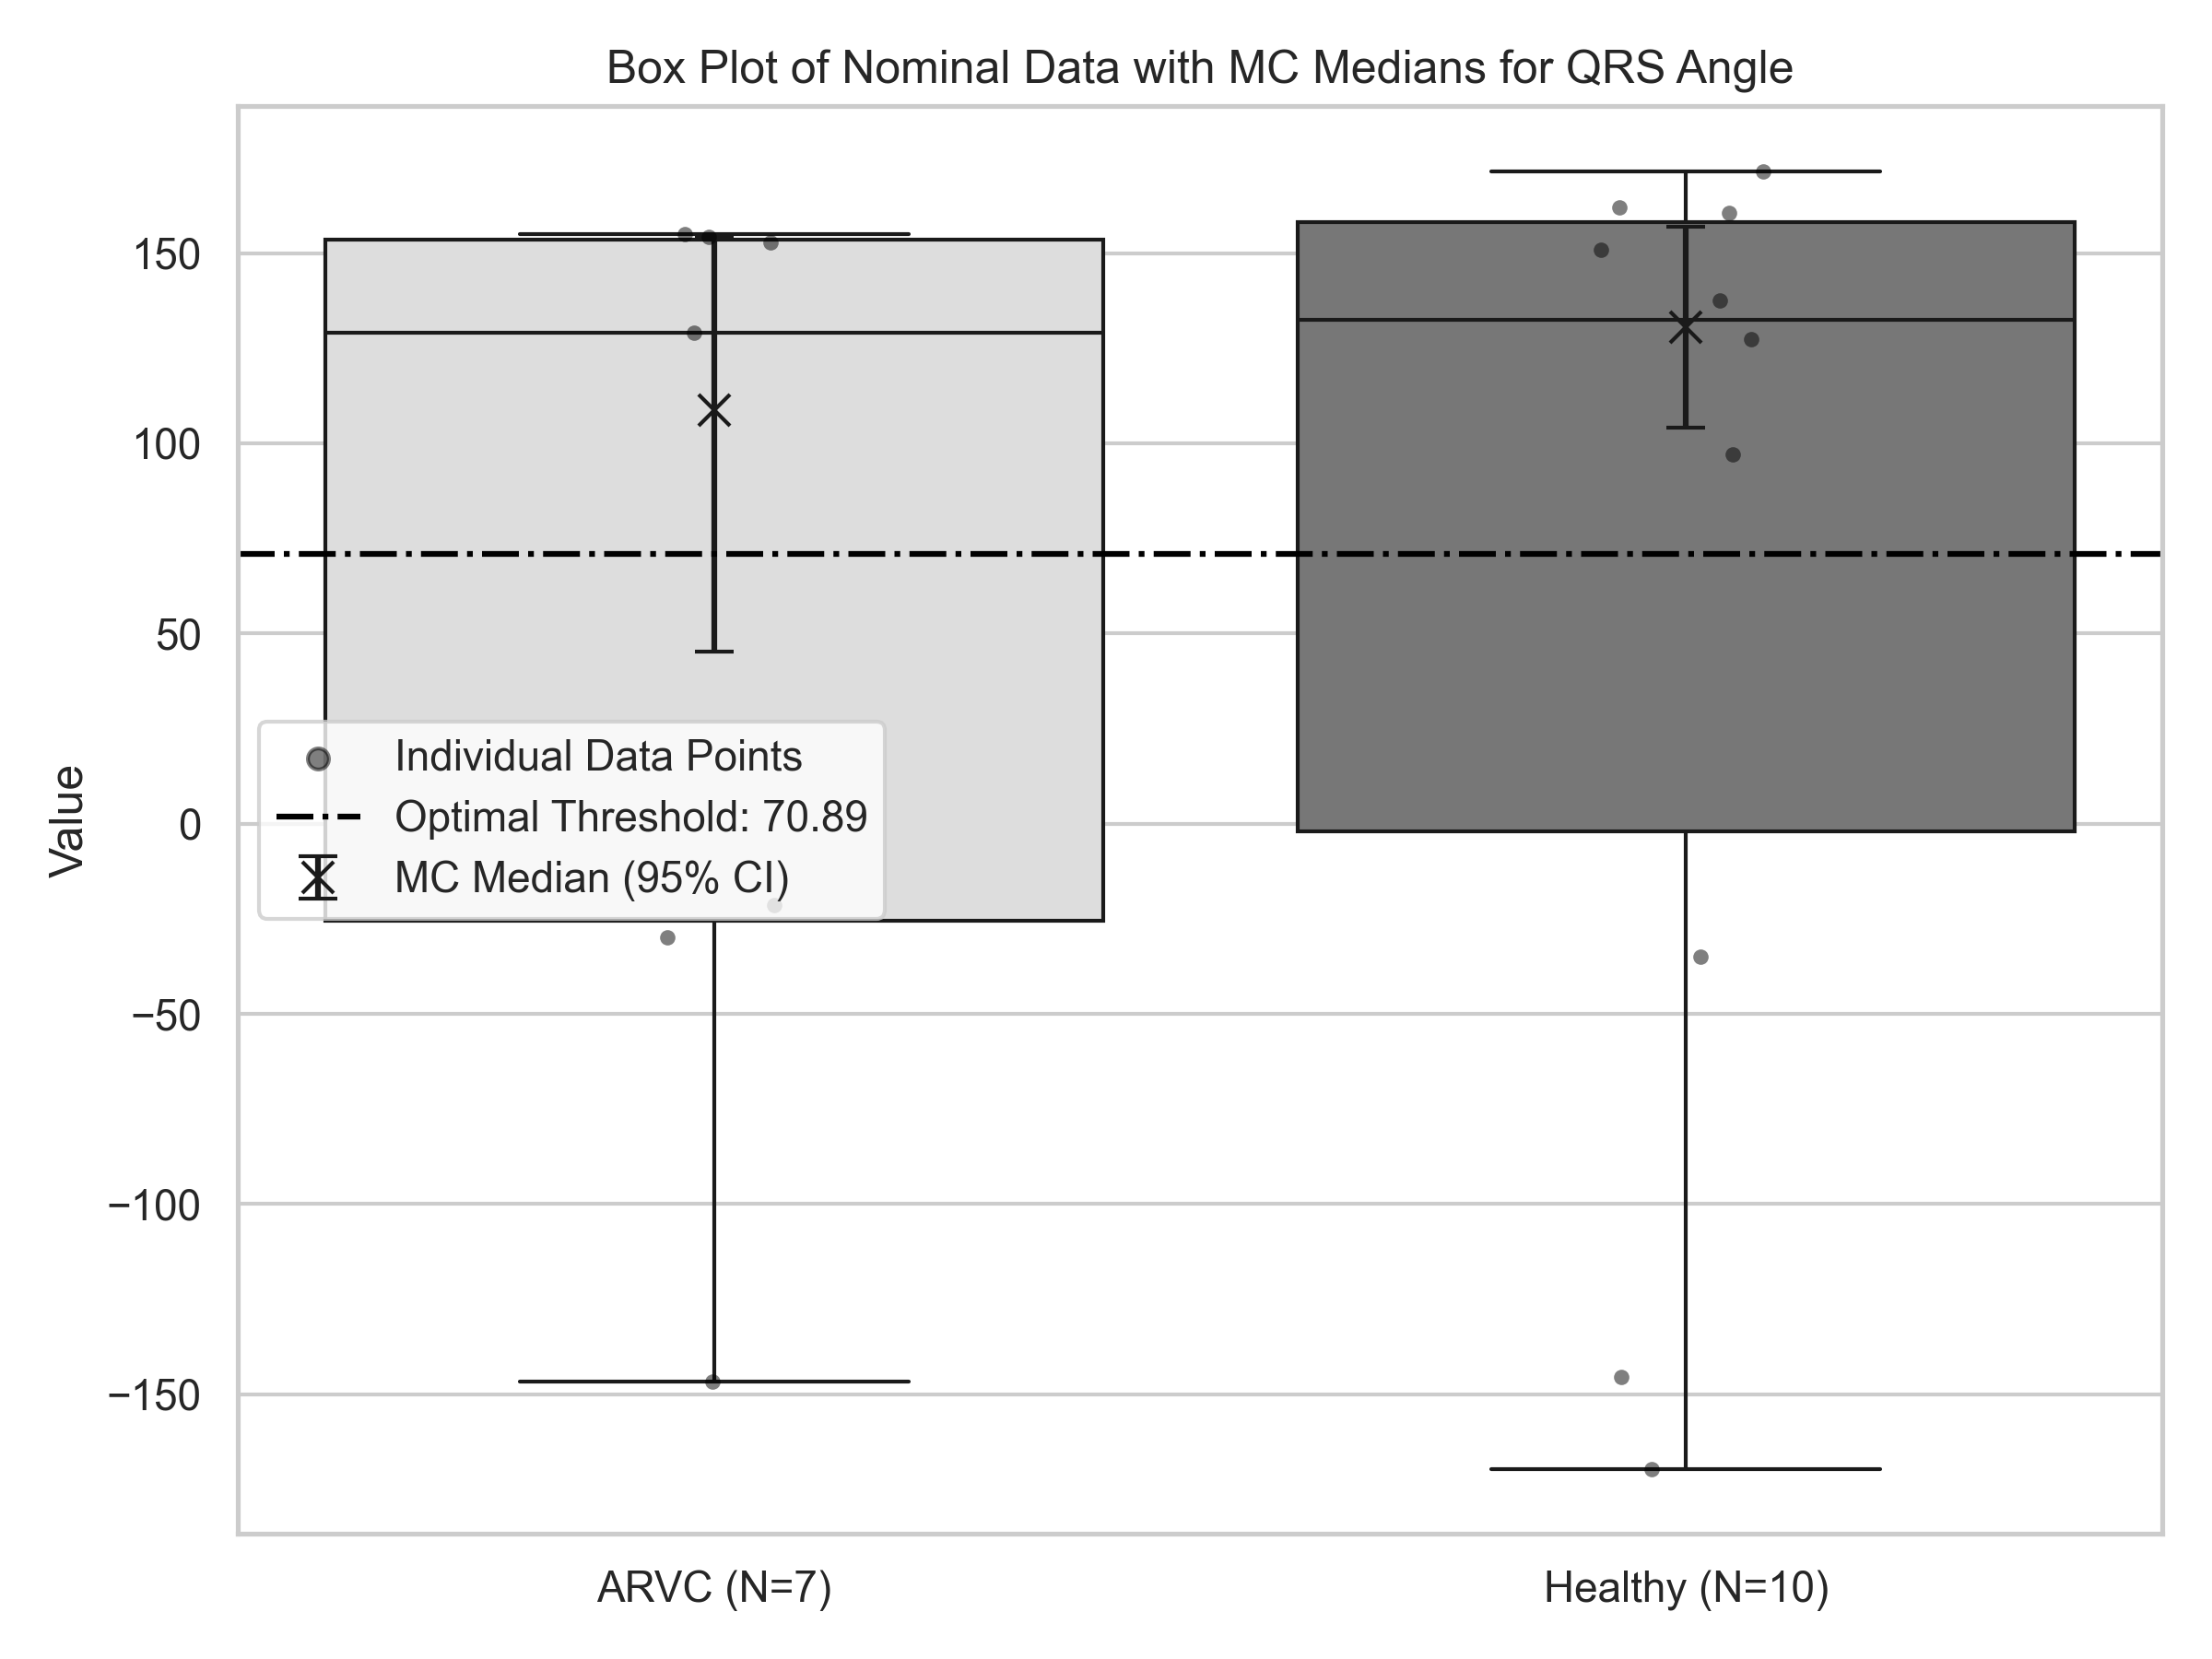 Box Plot of Nominal Data with MC Medians for QRS Angle
Value
150
100
50
0
−50
−100
−150
Individual Data Points
Optimal Threshold: 70.89
MC Median (95% CI)
ARVC (N=7)
Healthy (N=10)